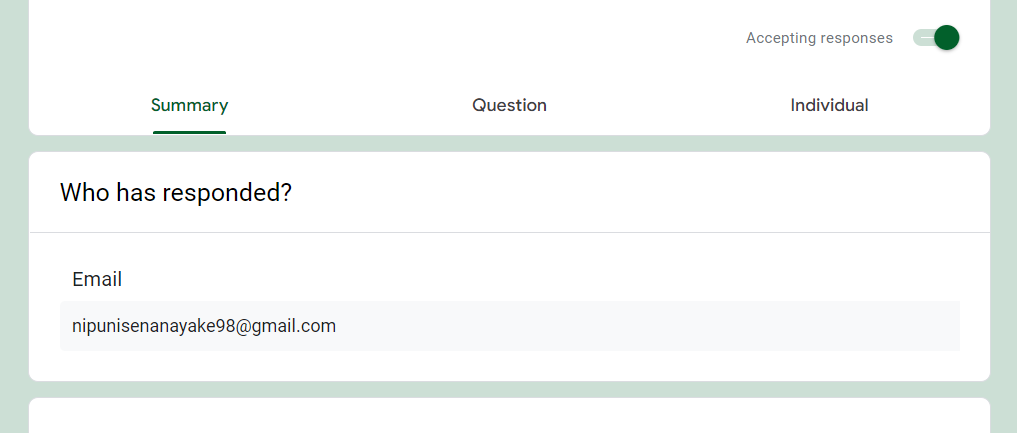 Accepting responses
Summary Question Individual
Who has responded?
Email
nipunisenanayake98@gmail.com